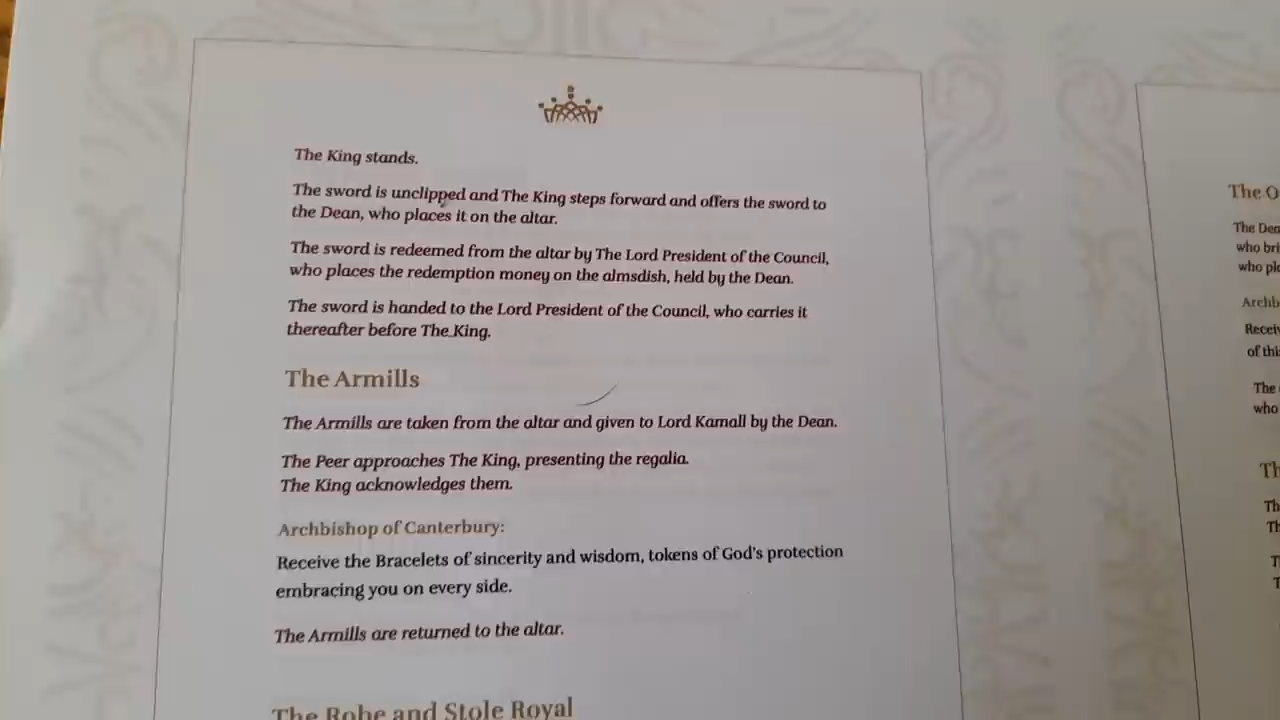 The King stands.
The sword is unclipped and The King steps forward and offers the sword to
the Dean, who places it on the altar.
The sword is redeemed from the altar by The Lord President of the Council,
who places the redemption money on the almsdish, held by the Dean.
The sword is handed to the Lord President of the Council, who carries it
thereafter before The King.
The Armills
The Armills are taken from the altar and given to Lord Kamall by the Dean.
The Peer approaches The King, presenting the regalia.
The King acknowledges them.
Archbishop of Canterbury:
Receive the Bracelets of sincerity and wisdom, tokens of God's protection
embracing you on every side.
The Armills are returned to the altar.
The Robe and Stole Royal
The O
The Dea
who bri
who pla
Archb
Receiv
of thi
The
who
Th
Th
Th
T
T